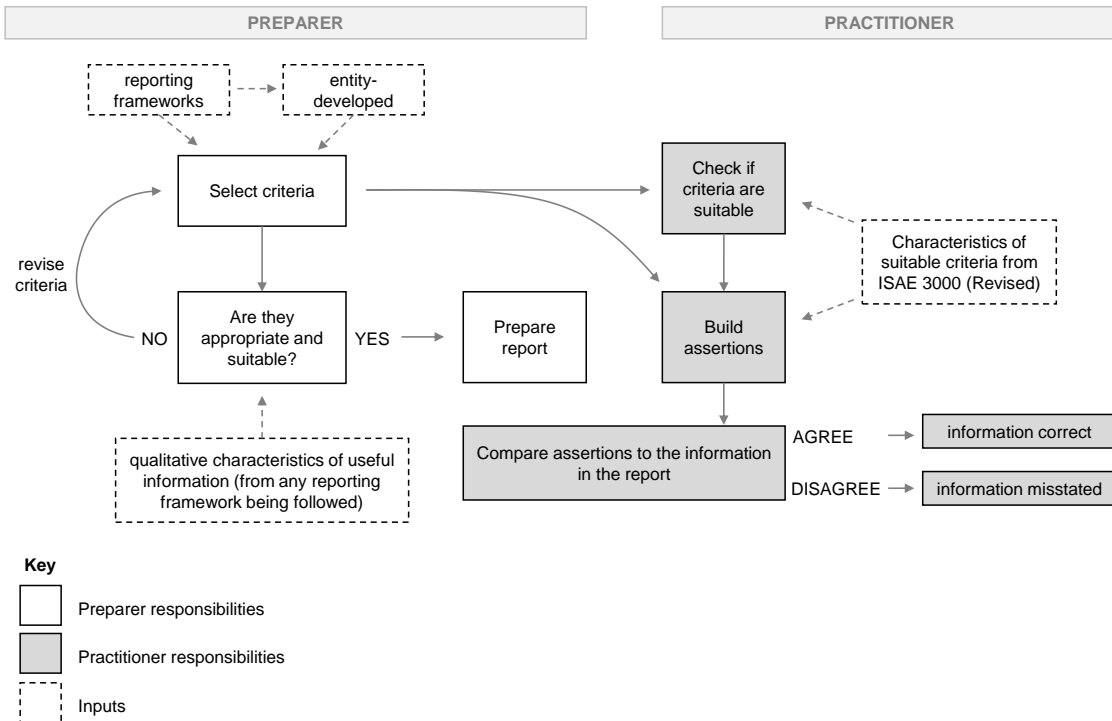 PREPARER
PRACTITIONER
reporting
frameworks
entity-
developed
Select criteria
Check if
criteria are
suitable
Characteristics of
suitable criteria from
ISAE 3000 (Revised)
revise
criteria
NO
Are they
appropriate and
suitable?
YES
Prepare
report
Build
assertions
qualitative characteristics of useful
information (from any reporting
framework being followed)
Compare assertions to the information
in the report
AGREE
information correct
DISAGREE
information misstated
Key
Preparer responsibilities
Practitioner responsibilities
Inputs